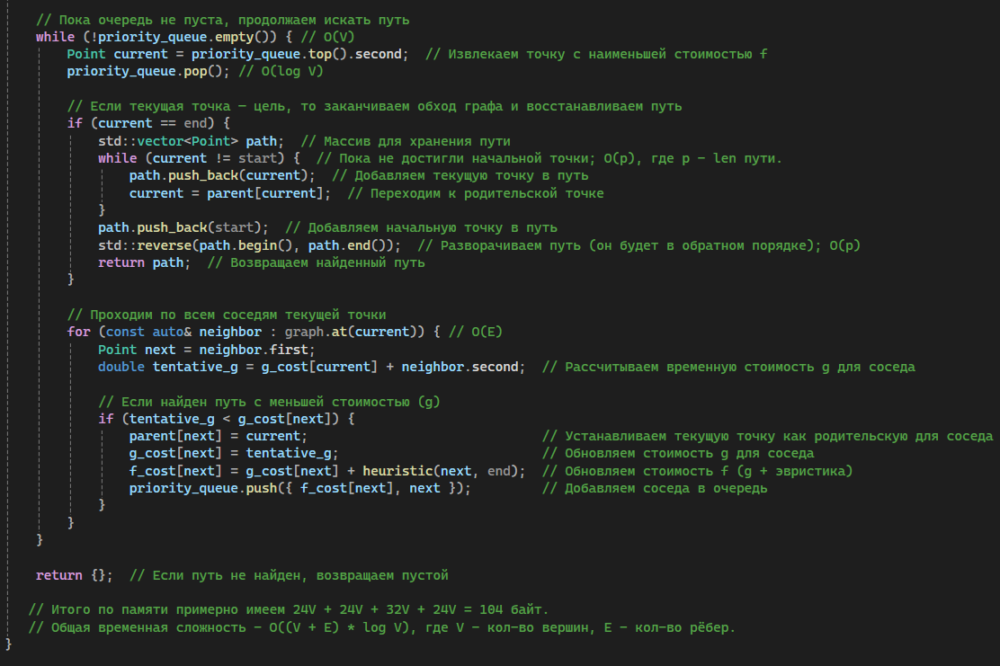 // Пока очередь не пуста, продолжаем искать путь
while (!priority_queue.empty()) { // O(V)
Point current = priority_queue.top().second;  // Извлекаем точку с наименьшей стоимостью f
priority_queue.pop(); // O(log V)
// Если текущая точка — цель, то заканчиваем обход графа и восстанавливаем путь
if (current == end) {
std::vector<Point> path;  // Массив для хранения пути
while (current != start) {  // Пока не достигли начальной точки; O(p), где p - len пути.
path.push_back(current);  // Добавляем текущую точку в путь
current = parent[current];  // Переходим к родительской точке
}
path.push_back(start);  // Добавляем начальную точку в путь
std::reverse(path.begin(), path.end());  // Разворачиваем путь (он будет в обратном порядке); O(p)
return path;  // Возвращаем найденный путь
}
// Проходим по всем соседям текущей точки
for (const auto& neighbor : graph.at(current)) { // O(E)
Point next = neighbor.first;
double tentative_g = g_cost[current] + neighbor.second;  // Рассчитываем временную стоимость g для соседа
// Если найден путь с меньшей стоимостью (g)
if (tentative_g < g_cost[next]) {
parent[next] = current;                              // Устанавливаем текущую точку как родительскую для соседа
g_cost[next] = tentative_g;                          // Обновляем стоимость g для соседа
f_cost[next] = g_cost[next] + heuristic(next, end);  // Обновляем стоимость f (g + эвристика)
priority_queue.push({ f_cost[next], next });         // Добавляем соседа в очередь
}
}
}
return {};  // Если путь не найден, возвращаем пустой
// Итого по памяти примерно имеем 24V + 24V + 32V + 24V = 104 байт.
// Общая временная сложность - O((V + E) * log V), где V - кол-во вершин, E - кол-во рёбер.
}